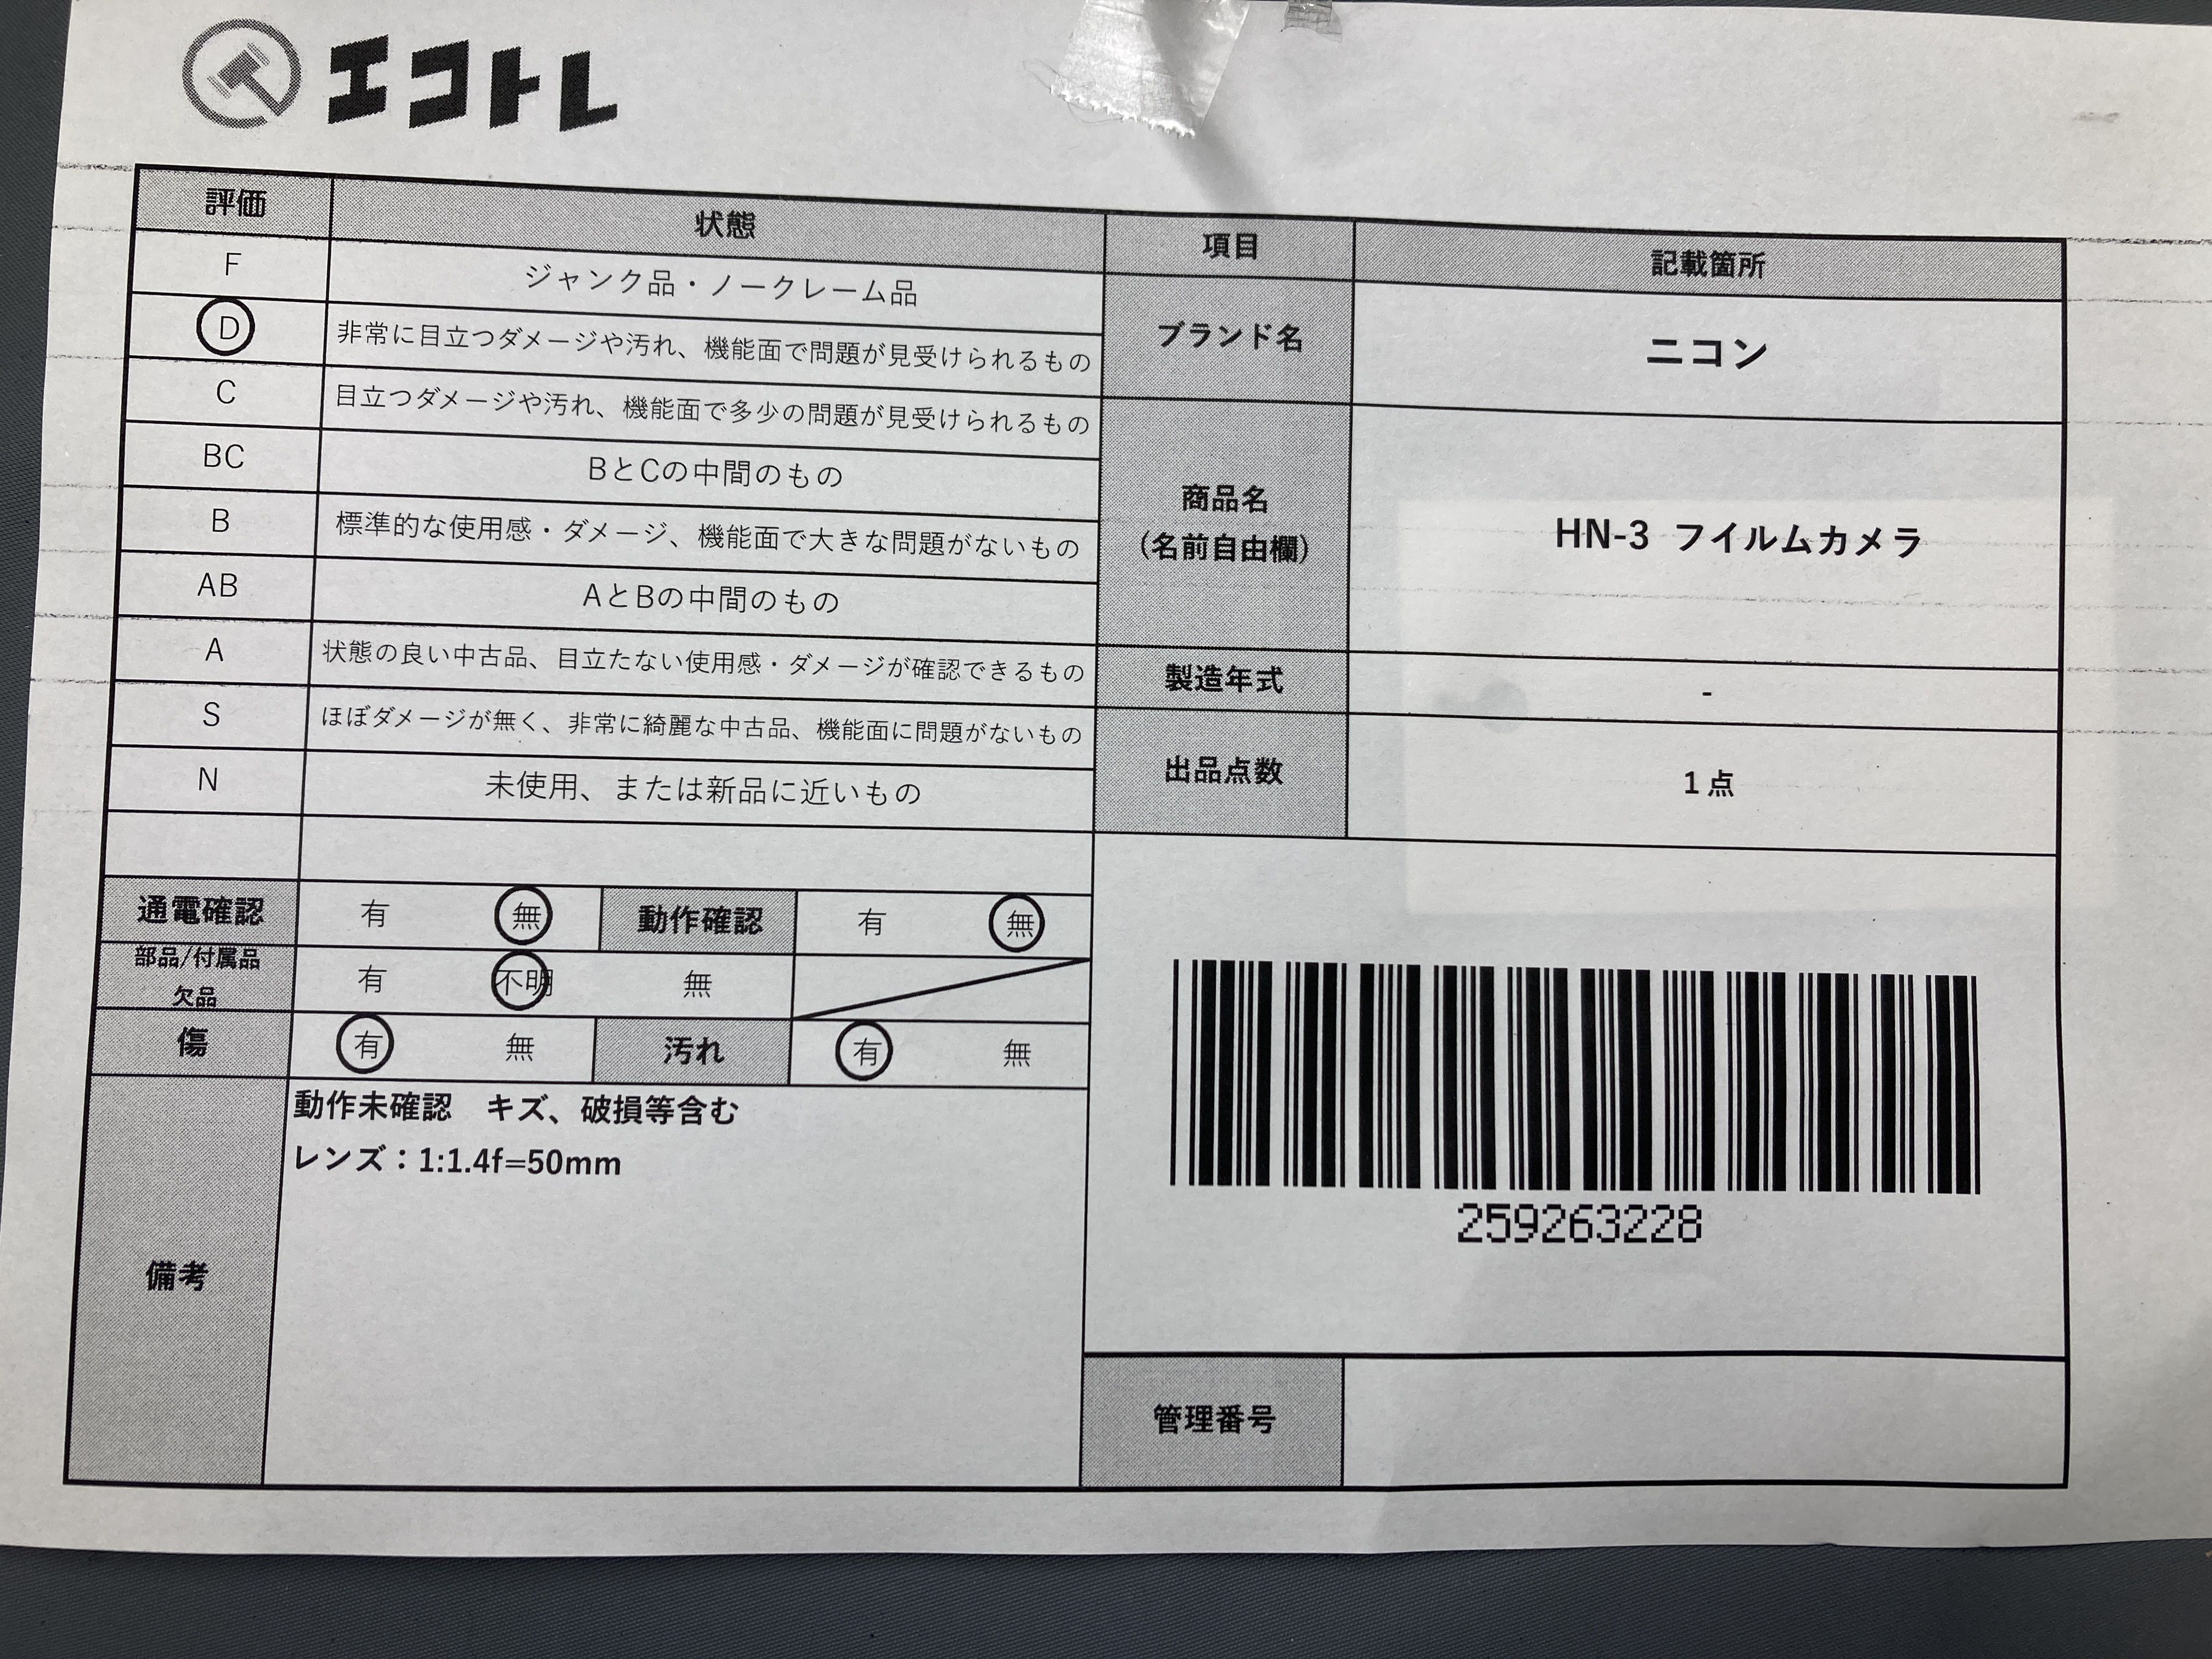 エコトレ
評価 状態
F ジャンク品・ノークレーム品
D 非常に目立つダメージや汚れ、機能面で問題が見受けられるもの
C 目立つダメージや汚れ、機能面で多少の問題が見受けられるもの
BC BとCの中間のもの
B 標準的な使用感・ダメージ、機能面で大きな問題がないもの
AB AとBの中間のもの
A 状態の良い中古品、目立たない使用感・ダメージが確認できるもの
S ほぼダメージが無く、非常に綺麗な中古品、機能面に問題がないもの
N 未使用、または新品に近いもの
項目 記載箇所
ブランド名 ニコン
商品名
(名前自由欄)
HN-3 フイルムカメラ
製造年式 -
出品点数 1 点
通電確認 有 無 動作確認 有 無
部品/付属品
欠品
有 不明 無
傷 有 無 汚れ 有 無
備考
動作未確認 キズ、破損等含む
レンズ：1:1.4f=50mm
259263228
管理番号